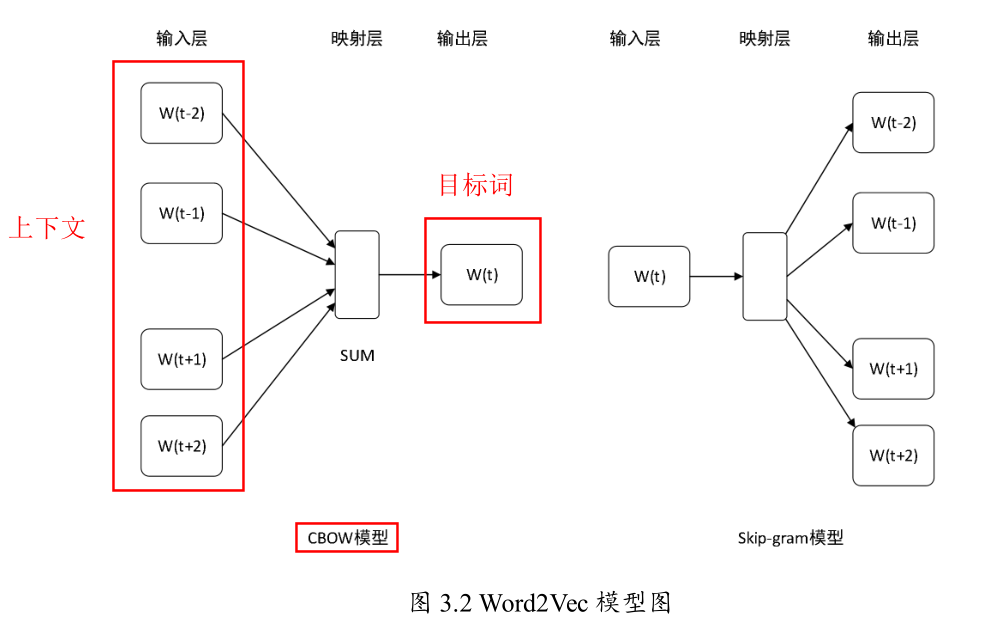 输入层 映射层 输出层 输入层 映射层 输出层
W(t-2)
W(t-2)
目标词
W(t-1)
W(t-1)
上下文
W(t)
W(t)
SUM
W(t+1)
W(t+1)
W(t+2)
W(t+2)
CBOW模型 Skip-gram模型
图 3.2 Word2Vec 模型图